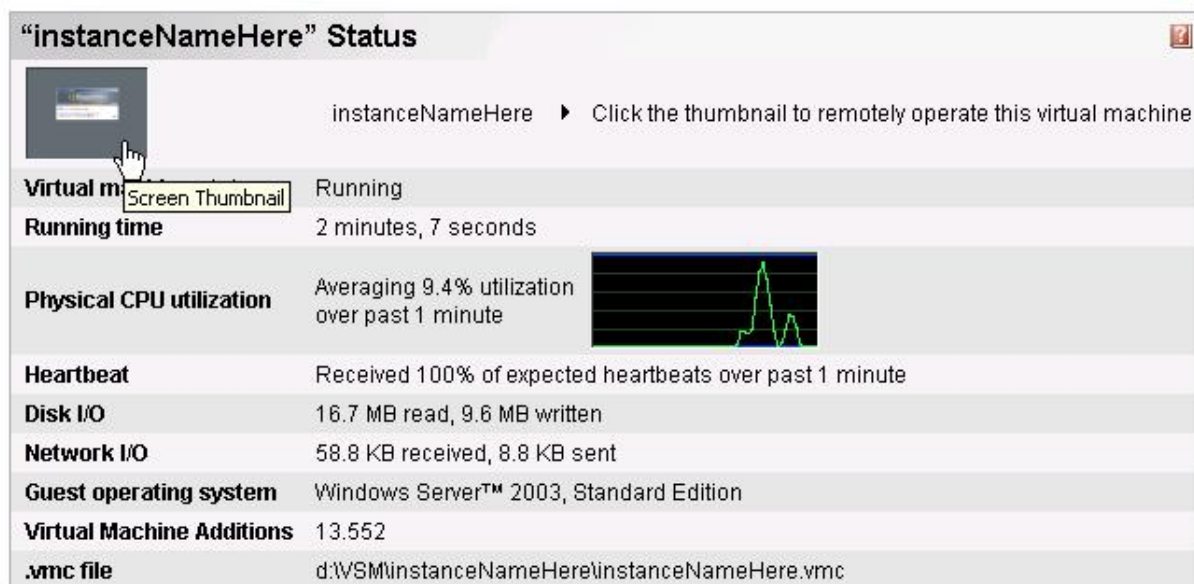 “instanceNameHere” Status
?
instanceNameHere Click the thumbnail to remotely operate this virtual machine
Screen Thumbnail
Virtual Running
Running time 2 minutes, 7 seconds
Physical CPU utilization Averaging 9.4% utilization
over past 1 minute
Heartbeat Received 100% of expected heartbeats over past 1 minute
Disk I/O 16.7 MB read, 9.6 MB written
Network I/O 58.8 KB received, 8.8 KB sent
Guest operating system Windows Server™ 2003, Standard Edition
Virtual Machine Additions 13.552
.vmc file d:\VSM\instanceNameHere\instanceNameHere.vmc